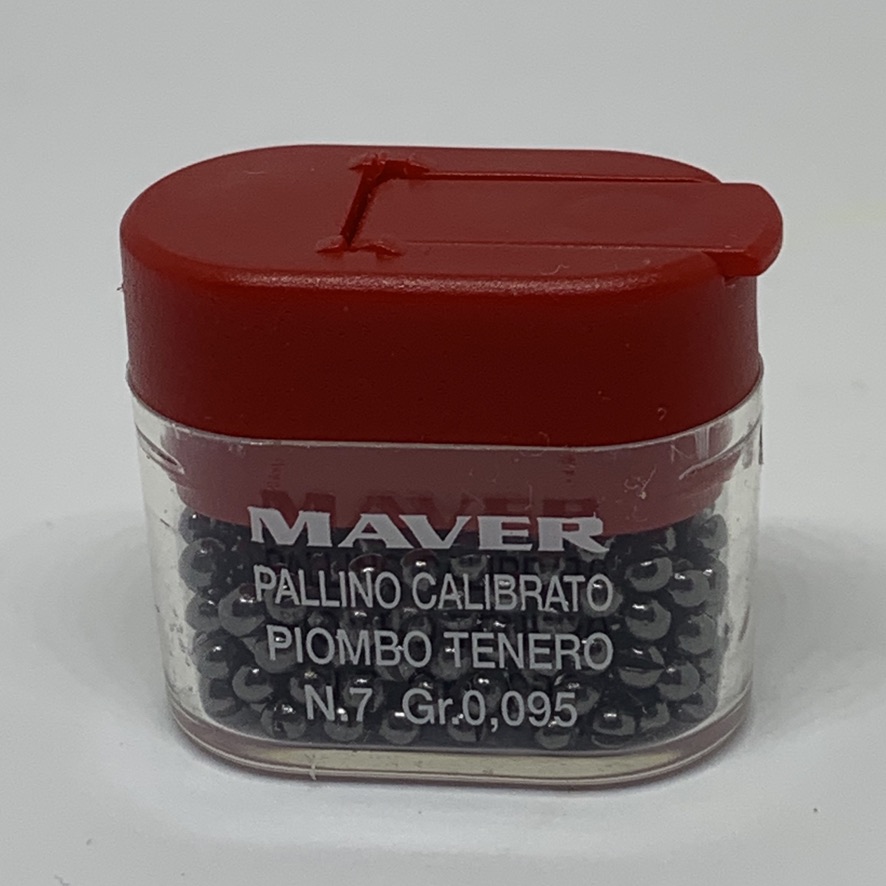 MAVER
PALLINO CALIBRATO
PIOMBO TENERO
N.7 Gr.0,095